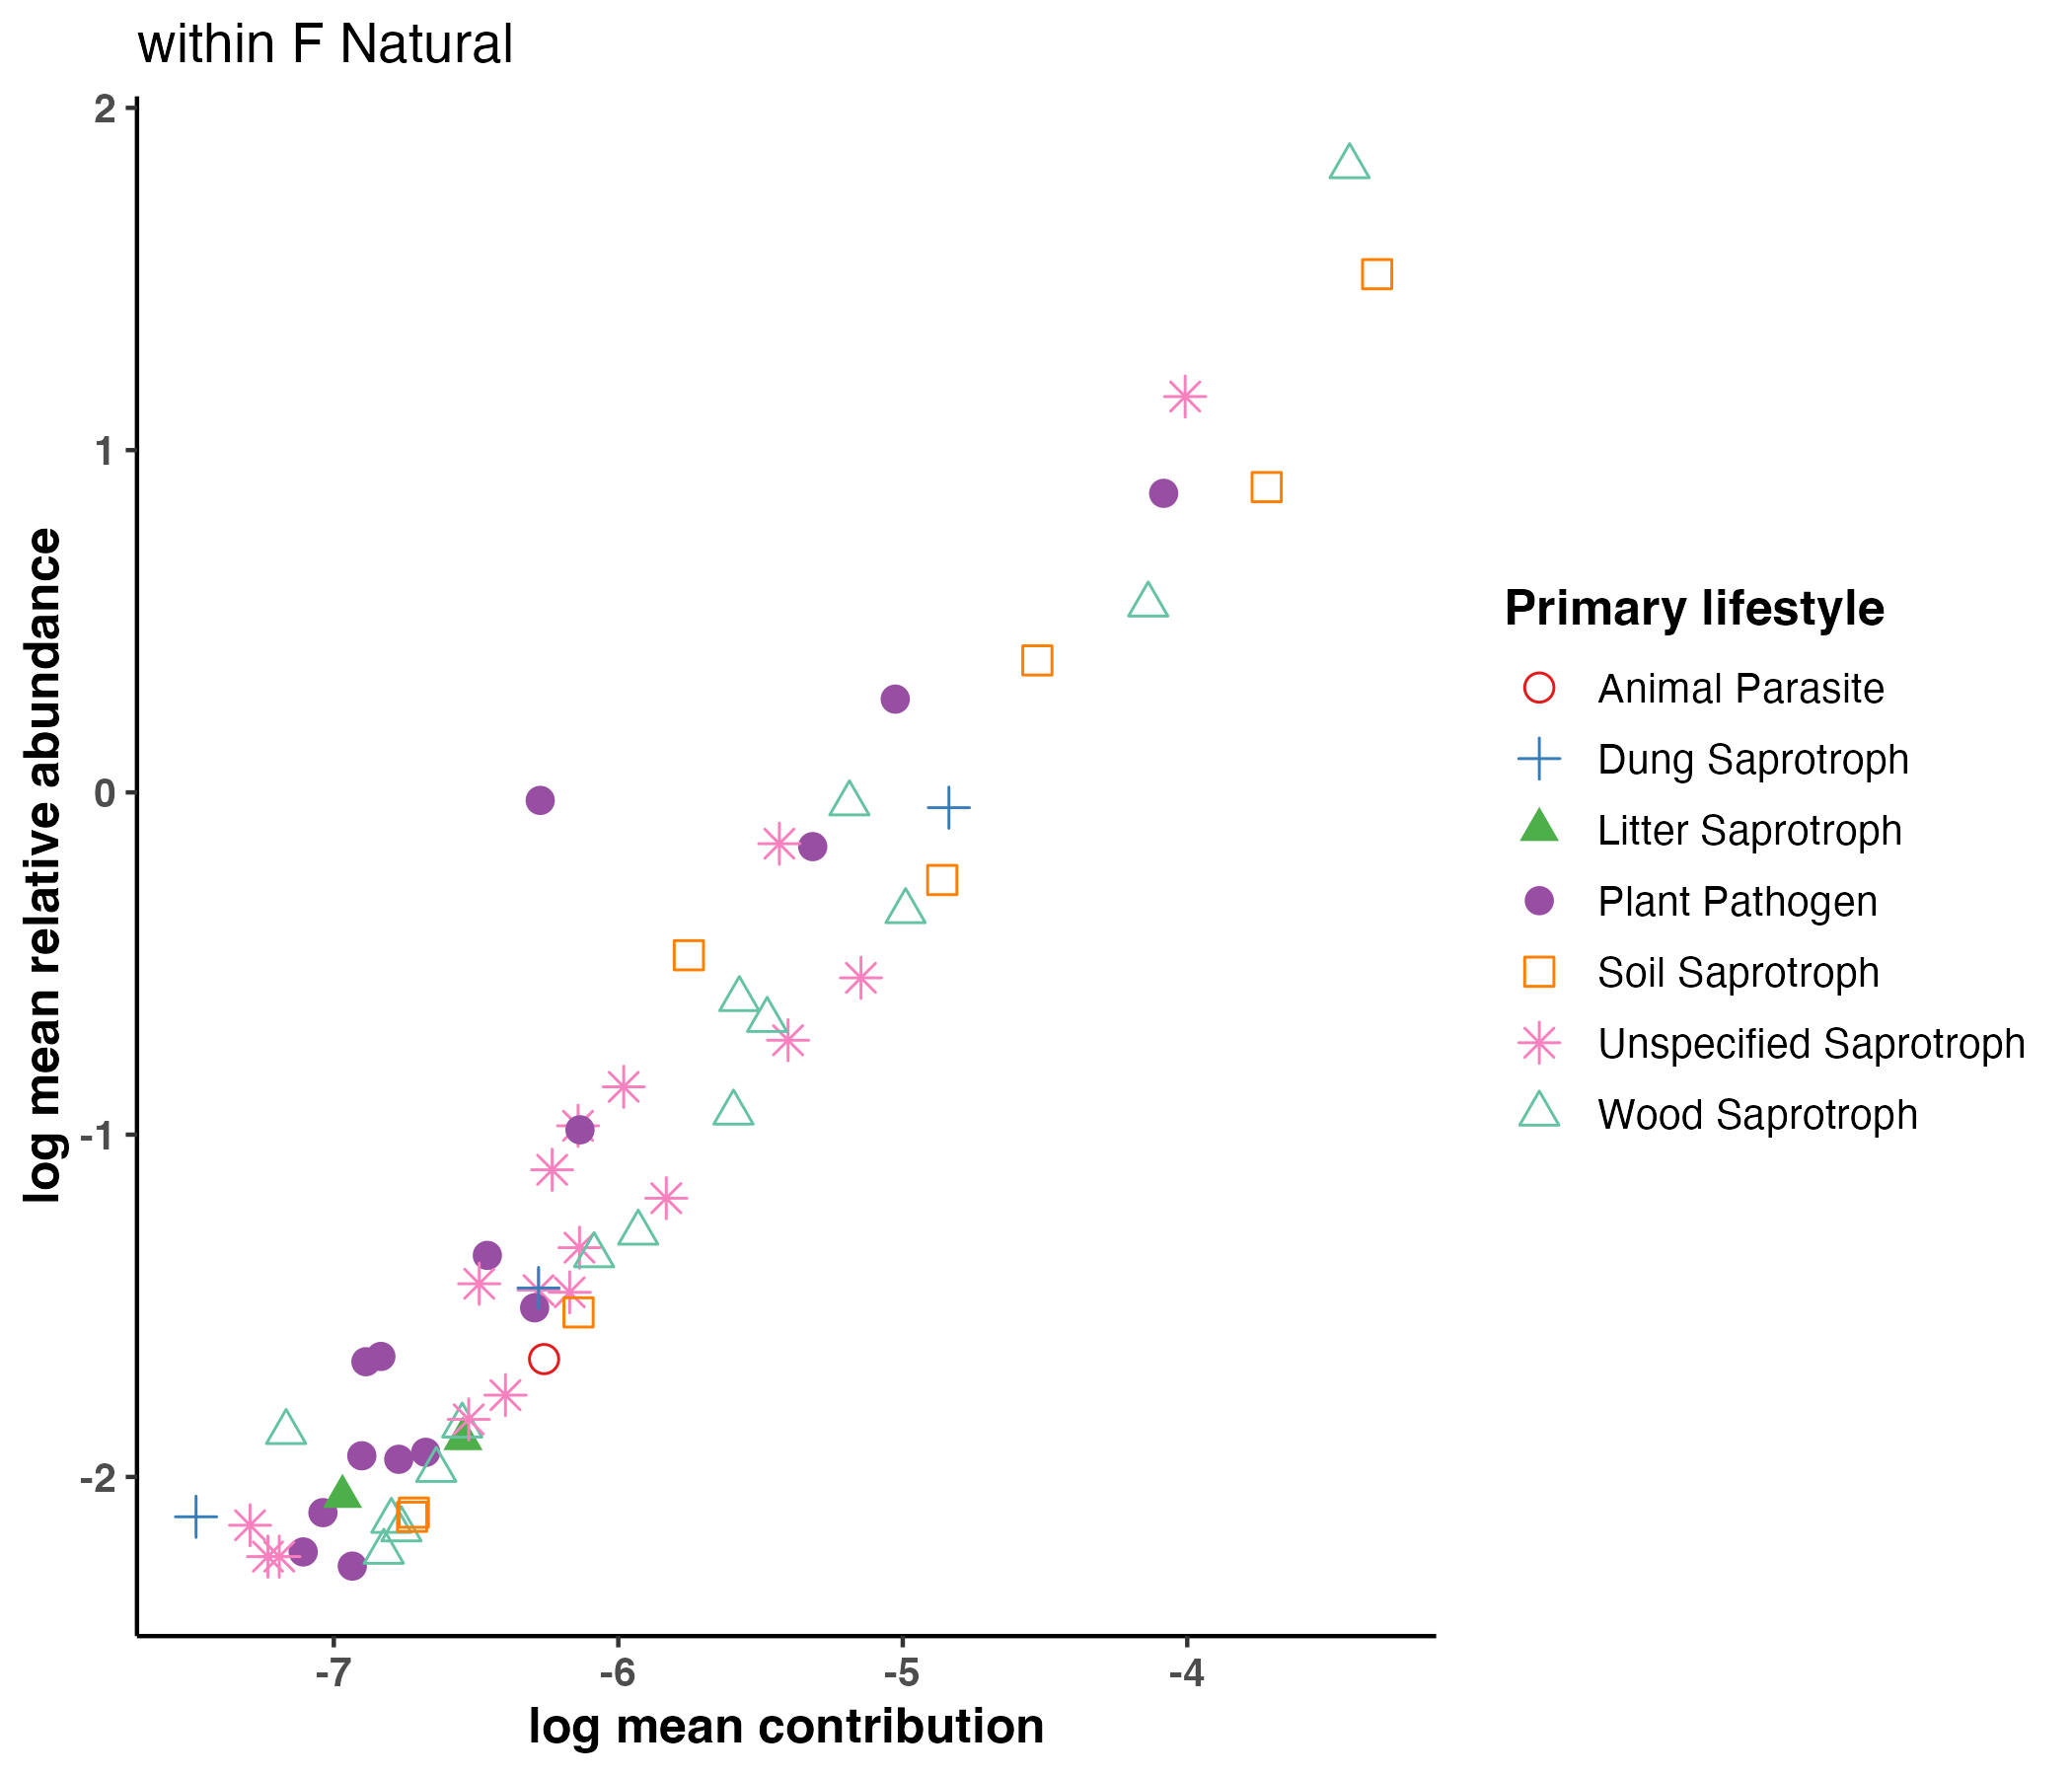 within F Natural
2
1
0
-1
-2
log mean relative abundance
-7
-6
-5
-4
log mean contribution
Primary lifestyle
Animal Parasite
Dung Saprotroph
Litter Saprotroph
Plant Pathogen
Soil Saprotroph
Unspecified Saprotroph
Wood Saprotroph